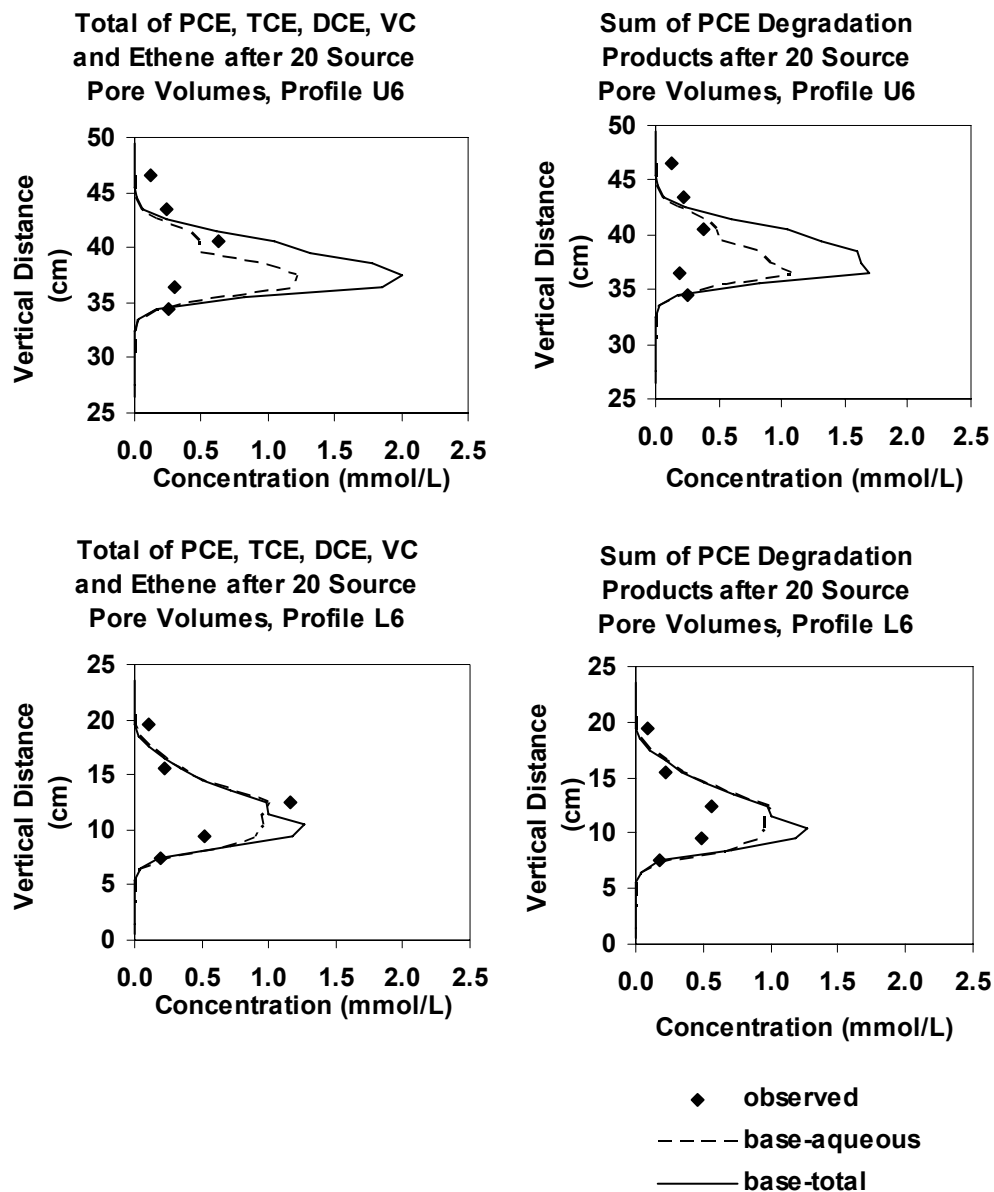 Total of PCE, TCE, DCE, VC
and Ethene after 20 Source
Pore Volumes, Profile U6
50
45
40
35
30
25
Vertical Distance
(cm)
0.0 0.5 1.0 1.5 2.0 2.5
Concentration (mmol/L)
Sum of PCE Degradation
Products after 20 Source
Pore Volumes, Profile U6
50
45
40
35
30
25
Vertical Distance
(cm)
0.0 0.5 1.0 1.5 2.0 2.5
Concentration (mmol/L)
Total of PCE, TCE, DCE, VC
and Ethene after 20 Source
Pore Volumes, Profile L6
25
20
15
10
5
0
Vertical Distance
(cm)
0.0 0.5 1.0 1.5 2.0 2.5
Concentration (mmol/L)
Sum of PCE Degradation
Products after 20 Source
Pore Volumes, Profile L6
25
20
15
10
5
0
Vertical Distance
(cm)
0.0 0.5 1.0 1.5 2.0 2.5
Concentration (mmol/L)
observed
base-aqueous
base-total